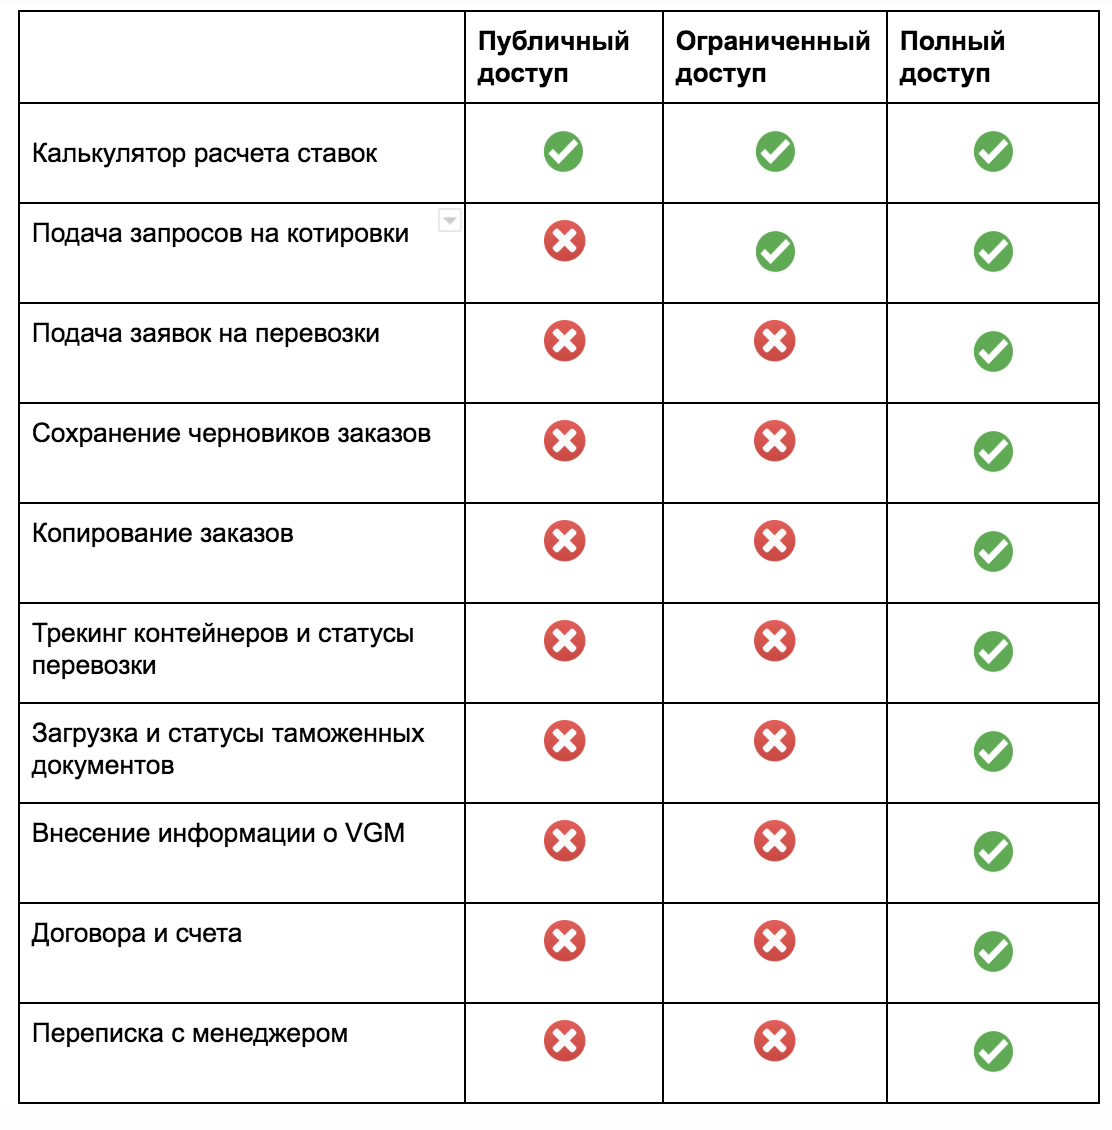 Публичный
доступ
Ограниченный
доступ
Полный
доступ
Калькулятор расчета ставок
Подача запросов на котировки
Подача заявок на перевозки
Сохранение черновиков заказов
Копирование заказов
Трекинг контейнеров и статусы
перевозки
Загрузка и статусы таможенных
документов
Внесение информации о VGM
Договора и счета
Переписка с менеджером